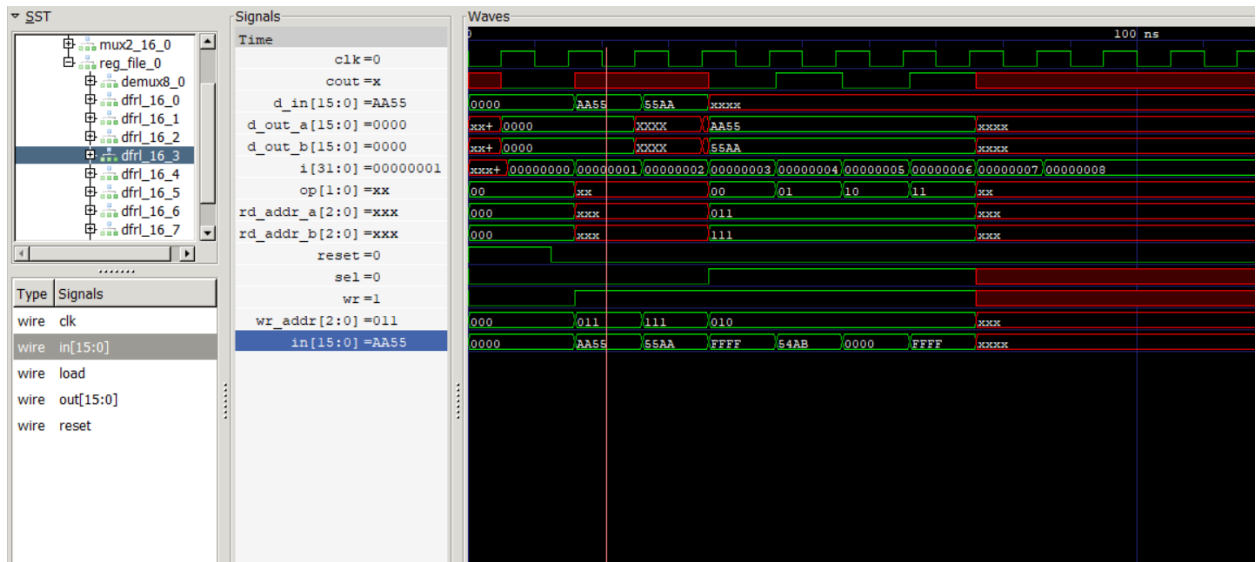 SST
mux2_16_0
reg_file_0
demux8_0
dfrl_16_0
dfrl_16_1
dfrl_16_2
dfrl_16_3
dfrl_16_4
dfrl_16_5
dfrl_16_6
dfrl_16_7
Type Signals
wire clk
wire in[15:0]
wire load
wire out[15:0]
wire reset
Signals
Time
clk=0
cout=x
d_in[15:0]=AA55
d_out_a[15:0]=0000
d_out_b[15:0]=0000
i[31:0]=00000001
op[1:0]=xx
rd_addr_a[2:0]=xxx
rd_addr_b[2:0]=xxx
reset=0
sel=0
wr=1
wr_addr[2:0]=011
in[15:0]=AA55
Waves
0 100 ns
0000 AA55 55AA xxxx
xx+ 0000 XXXX AA55 xxxx
xx+ 0000 XXXX 55AA xxxx
xxx+ 00000000 00000001 00000002 00000003 00000004 00000005 00000006 00000007 00000008
00 xx 00 01 10 11 xx
000 xxx 011 xxx
000 xxx 111 xxx
000 011 111 010 xxx
0000 AA55 55AA FFFF 54AB 0000 FFFF xxxx